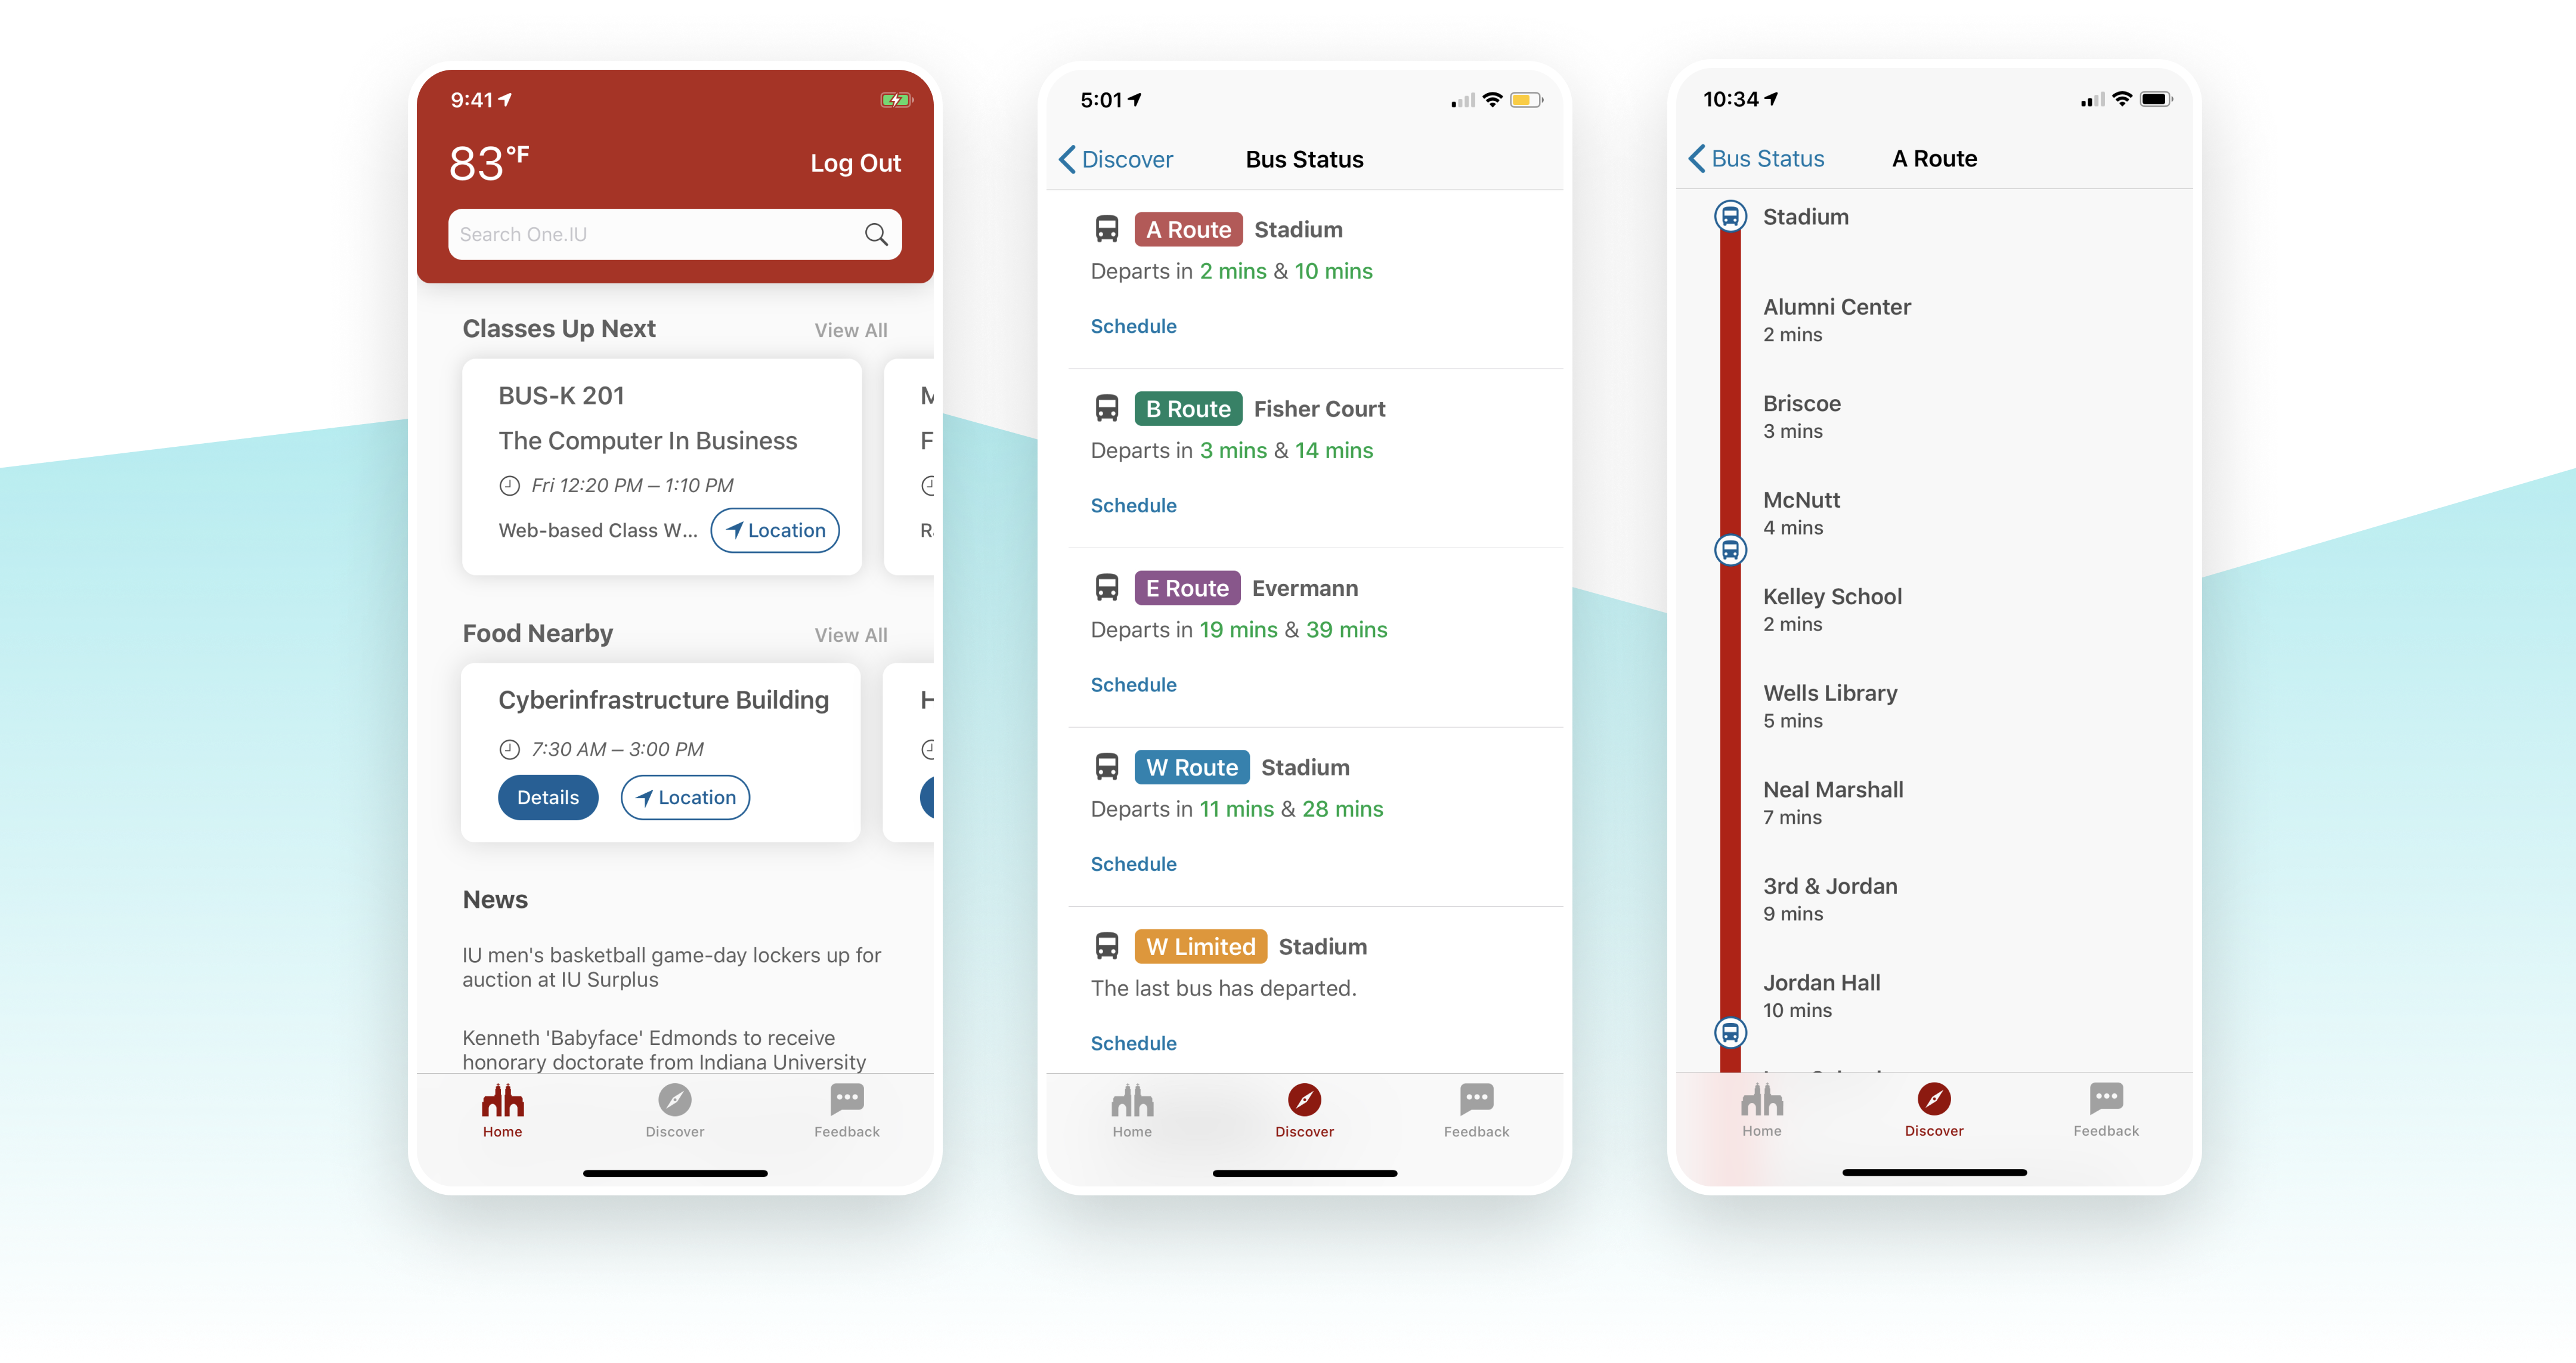 9:41
83°F
Log Out
Search One.IU
Classes Up Next
View All
BUS-K 201
The Computer In Business
Fri 12:20 PM – 1:10 PM
Web-based Class W...
Location
M
F
Food Nearby
View All
Cyberinfrastructure Building
7:30 AM – 3:00 PM
Details
Location
H
News
IU men's basketball game-day lockers up for
auction at IU Surplus
Kenneth 'Babyface' Edmonds to receive
honorary doctorate from Indiana University
Home
Discover
Feedback
5:01
Discover
Bus Status
A Route Stadium
Departs in 2 mins & 10 mins
Schedule
B Route Fisher Court
Departs in 3 mins & 14 mins
Schedule
E Route Evermann
Departs in 19 mins & 39 mins
Schedule
W Route Stadium
Departs in 11 mins & 28 mins
Schedule
W Limited Stadium
The last bus has departed.
Schedule
Home
Discover
Feedback
10:34
Bus Status
A Route
Stadium
Alumni Center
2 mins
Briscoe
3 mins
McNutt
4 mins
Kelley School
2 mins
Wells Library
5 mins
Neal Marshall
7 mins
3rd & Jordan
9 mins
Jordan Hall
10 mins
Home
Discover
Feedback